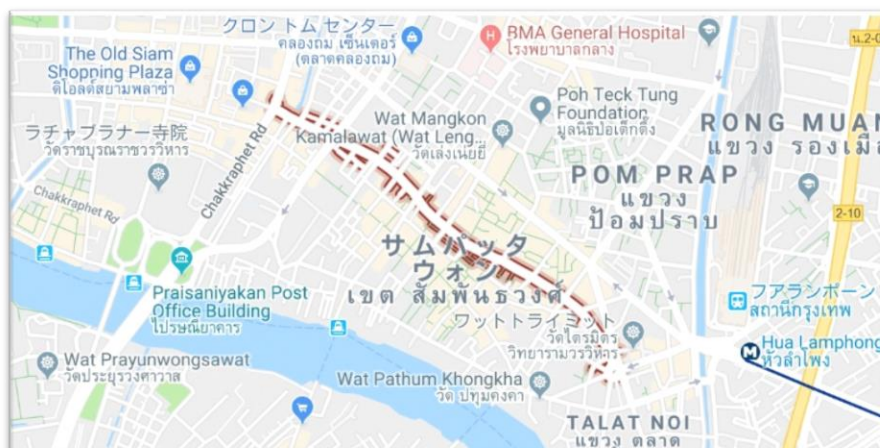 クロン トム センター
คลองถม เซ็นเตอร์
(ตลาดคลองถม)
BMA General Hospital
โรงพยาบาลกลาง
The Old Siam
Shopping Plaza
ดิโอลด์สยามพลาซ่า
Wat Mangkon
Kamalawat (Wat Leng...
วัดเล่งเน่ยยี่
Poh Teck Tung
Foundation
มูลนิธิป่อเต็กตึ๊ง
RONG MUAN
แขวง รองเมือ
ラチャブラナー寺院
วัดราชบุรณราชวรวิหาร
Chakkraphet Rd
Chakkraphet Rd
POM PRAP
แขวง
ป้อมปราบ
2-10
サムパッタ
ウォン
เขต สัมพันธวงศ์
Praisaniyakan Post
Office Building
ไปรษณียาคาร
フアランポーン
สถานีกรุงเทพ
ワットトライミット
วัดไตรมิตร
วิทยารามวรวิหาร
M
Hua Lamphong
หัวลำโพง
Wat Prayunwongsawat
วัดประยุรวงศาวาส
Wat Pathum Khongkha
วัด ปทุมคงคา
TALAT NOI
แขวง ตลาด